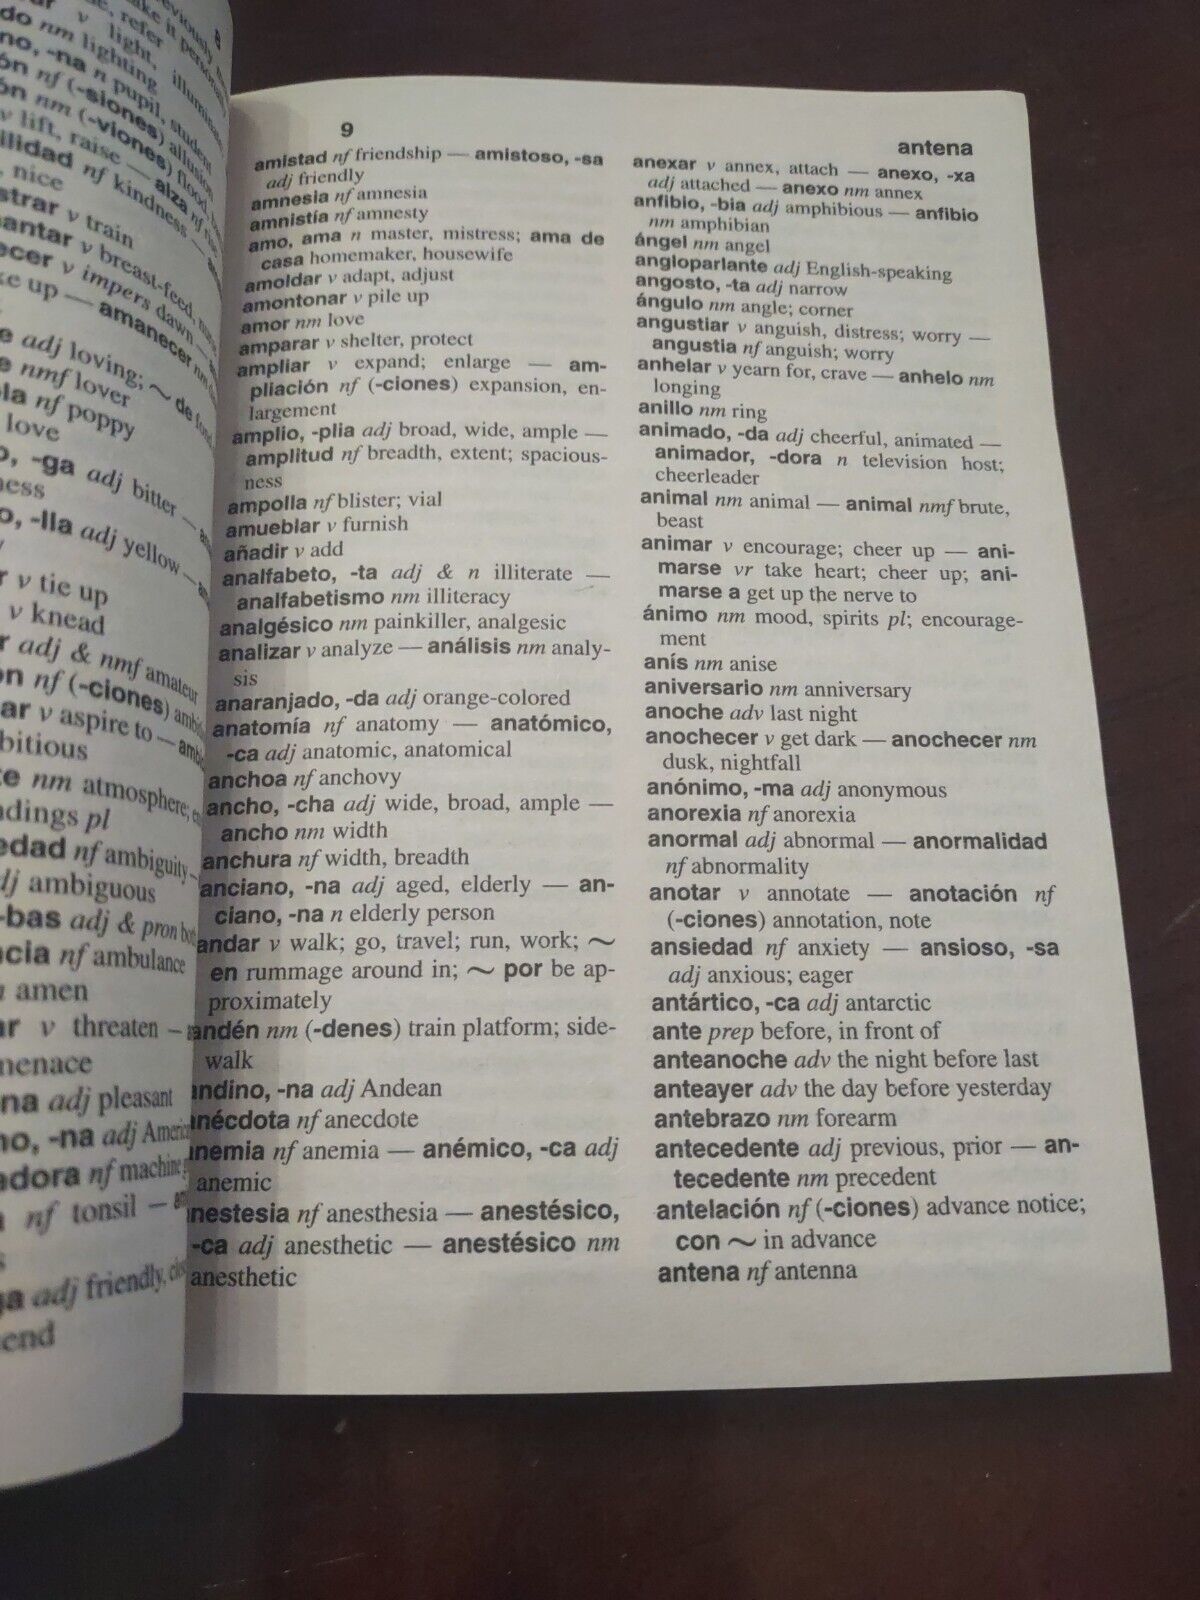 8
light,
nm lighting
-na n pupil, student
nf (-siones) allusion
nm (-viones) flood,
v lift, raise — alza nf
nf kindness —
nice
v train
v breast-feed,
v impers dawn —
up — amanecer nm
adj loving; ~ de
nmf lover
nf poppy
love
-ga adj bitter —
-lla adj yellow —
v tie up
v knead
adj & nmf amateur
nf (-ciones)
v aspire to —
nm atmosphere;
pl
nf ambiguity —
ambiguous
-bas adj & pron
nf ambulance
amen
v threaten —
menace
adj pleasant
-na adj
nf machine
nf tonsil —
adj friendly,
9
amistad nf friendship — amistoso, -sa
adj friendly
amnesia nf amnesia
amnistía nf amnesty
amo, ama n master, mistress; ama de
casa homemaker, housewife
amoldar v adapt, adjust
amontonar v pile up
amor nm love
amparar v shelter, protect
ampliar v expand; enlarge — am-
pliación nf (-ciones) expansion, en-
largement
amplio, -plia adj broad, wide, ample —
amplitud nf breadth, extent; spacious-
ness
ampolla nf blister; vial
amueblar v furnish
añadir v add
analfabeto, -ta adj & n illiterate —
analfabetismo nm illiteracy
analgésico nm painkiller, analgesic
analizar v analyze — análisis nm analy-
sis
anaranjado, -da adj orange-colored
anatomía nf anatomy — anatómico,
-ca adj anatomic, anatomical
anchoa nf anchovy
ancho, -cha adj wide, broad, ample —
ancho nm width
anchura nf width, breadth
anciano, -na adj aged, elderly — an-
ciano, -na n elderly person
andar v walk; go, travel; run, work; ~
en rummage around in; ~ por be ap-
proximately
andén nm (-denes) train platform; side-
walk
andino, -na adj Andean
anécdota nf anecdote
anemia nf anemia — anémico, -ca adj
anemic
anestesia nf anesthesia — anestésico,
-ca adj anesthetic — anestésico nm
anesthetic
antena
anexar v annex, attach — anexo, -xa
adj attached — anexo nm annex
anfibio, -bia adj amphibious — anfibio
nm amphibian
ángel nm angel
angloparlante adj English-speaking
angosto, -ta adj narrow
ángulo nm angle; corner
angustiar v anguish, distress; worry —
angustia nf anguish; worry
anhelar v yearn for, crave — anhelo nm
longing
anillo nm ring
animado, -da adj cheerful, animated —
animador, -dora n television host;
cheerleader
animal nm animal — animal nmf brute,
beast
animar v encourage; cheer up — ani-
marse vr take heart; cheer up; ani-
marse a get up the nerve to
ánimo nm mood, spirits pl; encourage-
ment
anís nm anise
aniversario nm anniversary
anoche adv last night
anochecer v get dark — anochecer nm
dusk, nightfall
anónimo, -ma adj anonymous
anorexia nf anorexia
anormal adj abnormal — anormalidad
nf abnormality
anotar v annotate — anotación nf
(-ciones) annotation, note
ansiedad nf anxiety — ansioso, -sa
adj anxious; eager
antártico, -ca adj antarctic
ante prep before, in front of
anteanoche adv the night before last
anteayer adv the day before yesterday
antebrazo nm forearm
antecedente adj previous, prior — an-
tecedente nm precedent
antelación nf (-ciones) advance notice;
con ~ in advance
antena nf antenna